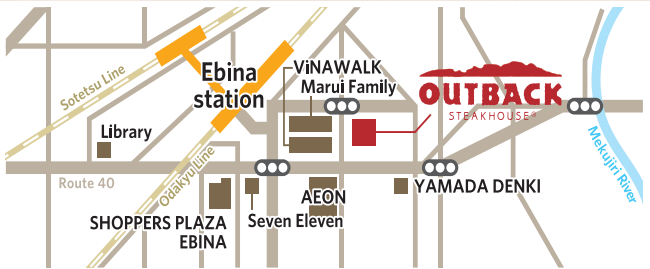 Sotetsu Line
Ebina
station
ViNAWALK
Marui Family
OUTBACK
STEAKHOUSE®
Library
Odakyu Line
Mekujiri River
Route 40
AEON
YAMADA DENKI
SHOPPERS PLAZA
EBINA
Seven Eleven